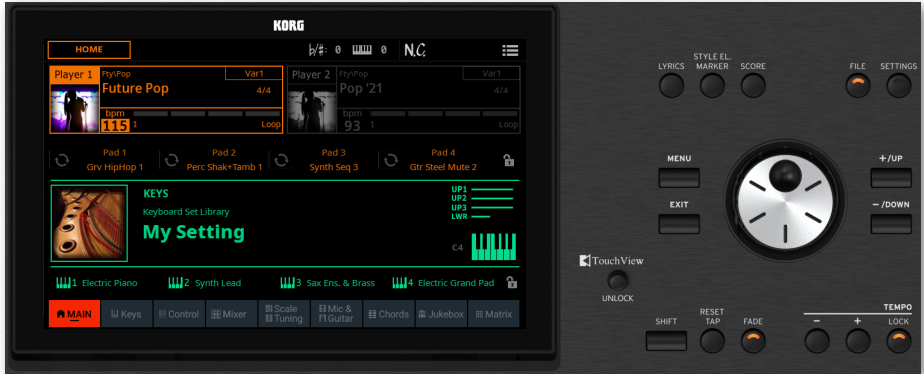 KORG
HOME
b/#: 0 0 N.C.
Player 1 Fty\Pop Var1
Future Pop
4/4
bpm
115 1 Loop
Player 2 Fty\Pop Var1
Pop '21
4/4
bpm
93 1 Loop
Pad 1
Grv HipHop 1
Pad 2
Perc Shak+Tamb 1
Pad 3
Synth Seq 3
Pad 4
Gtr Steel Mute 2
KEYS
Keyboard Set Library
My Setting
UP1
UP2
UP3
LWR
C4
1 Electric Piano
2 Synth Lead
3 Sax Ens. & Brass
4 Electric Grand Pad
MAIN
Keys
Control
Mixer
Scale
Tuning
Mic &
Guitar
Chords
Jukebox
Matrix
LYRICS
STYLE EL.
MARKER
SCORE
FILE
SETTINGS
MENU
+/UP
EXIT
-/DOWN
TouchView
UNLOCK
SHIFT
RESET
TAP
FADE
TEMPO
-
+
LOCK